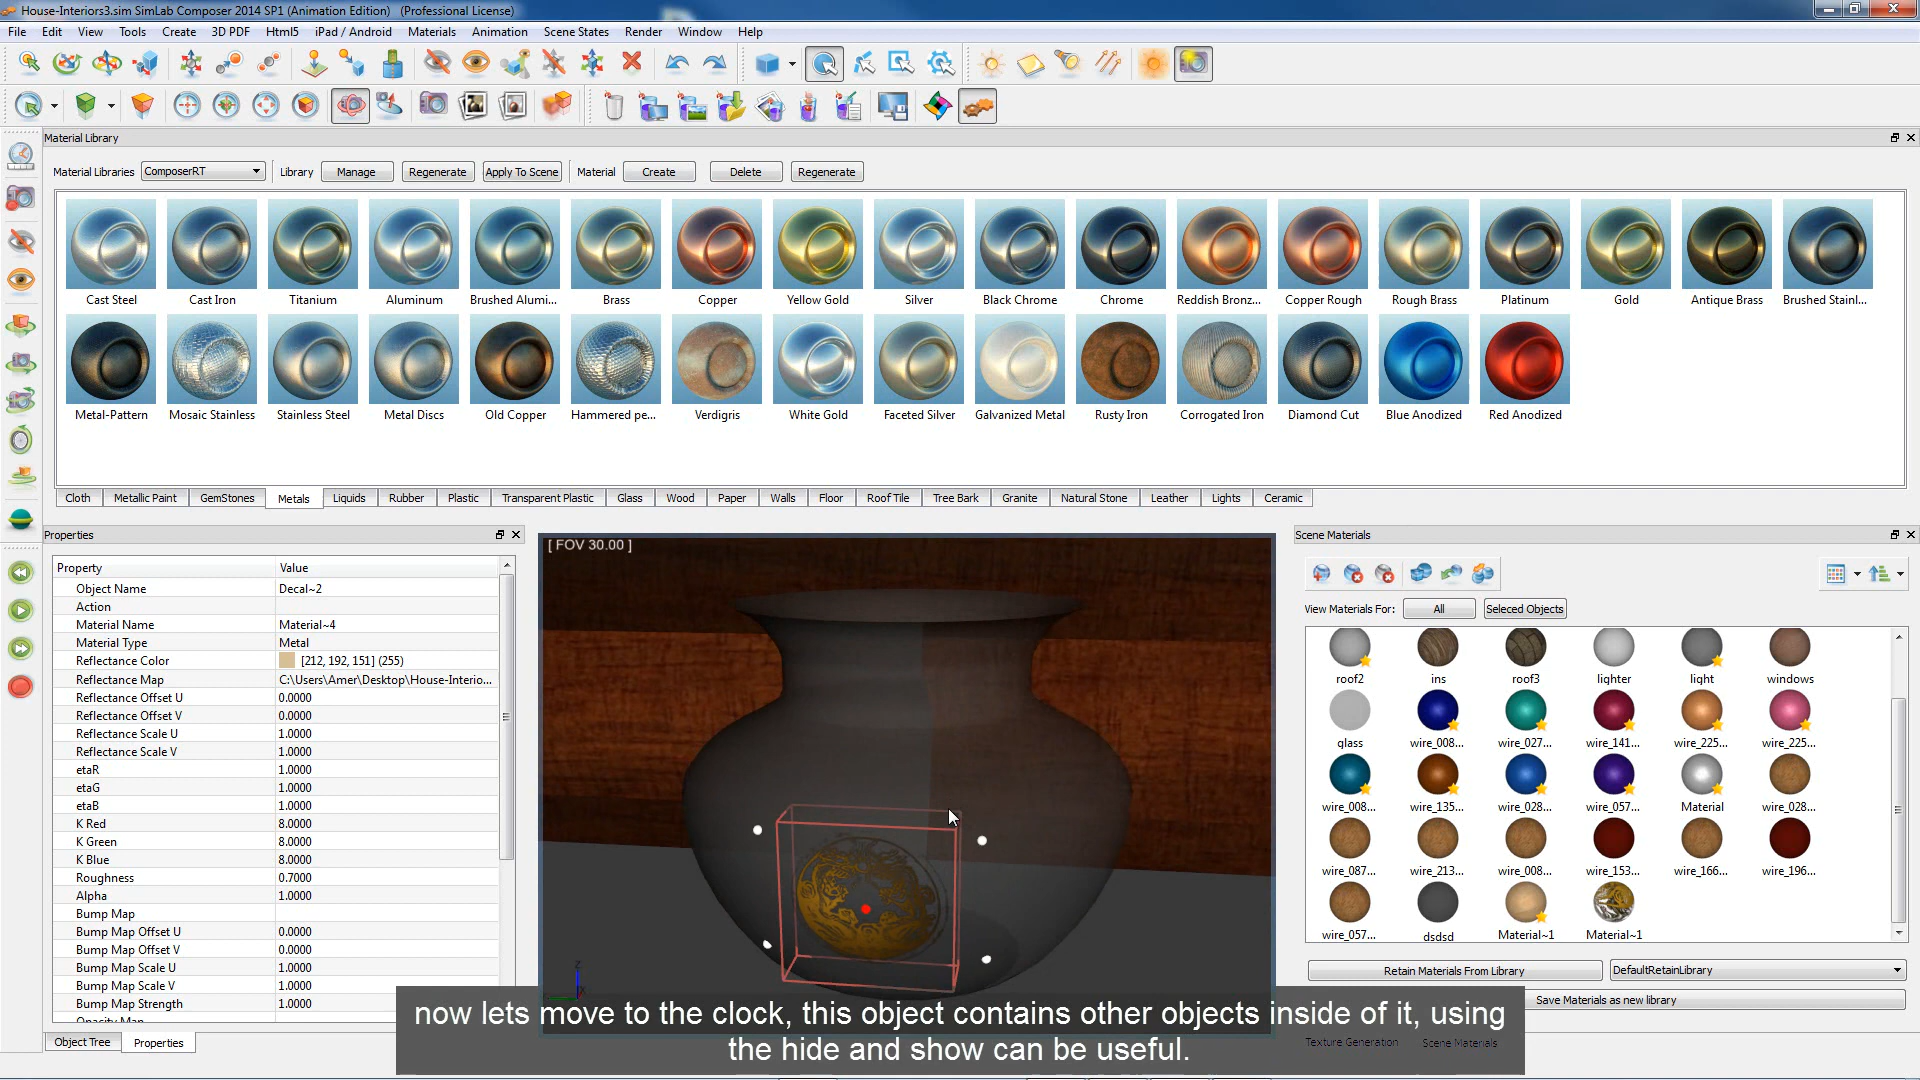 House-Interiors3.sim SimLab Composer 2014 SP1 (Animation Edition)   (Professional License)
File Edit View Tools Create 3D PDF Html5 iPad / Android Materials Animation Scene States Render Window Help
Material Library
Material Libraries ComposerRT Library Manage Regenerate Apply To Scene Material Create Delete Regenerate
Cast Steel Cast Iron Titanium Aluminum Brushed Alumi... Brass Copper Yellow Gold Silver Black Chrome Chrome Reddish Bronz... Copper Rough Rough Brass Platinum Gold Antique Brass Brushed Stainl...
Metal-Pattern Mosaic Stainless Stainless Steel Metal Discs Old Copper Hammered pe... Verdigris White Gold Faceted Silver Galvanized Metal Rusty Iron Corrogated Iron Diamond Cut Blue Anodized Red Anodized
Cloth Metallic Paint GemStones Metals Liquids Rubber Plastic Transparent Plastic Glass Wood Paper Walls Floor Roof Tile Tree Bark Granite Natural Stone Leather Lights Ceramic
Properties
Property Value
Object Name Decal~2
Action
Material Name Material~4
Material Type Metal
Reflectance Color [212, 192, 151] (255)
Reflectance Map C:\Users\Amer\Desktop\House-Interio...
Reflectance Offset U 0.0000
Reflectance Offset V 0.0000
Reflectance Scale U 1.0000
Reflectance Scale V 1.0000
etaR 1.0000
etaG 1.0000
etaB 1.0000
K Red 8.0000
K Green 8.0000
K Blue 8.0000
Roughness 0.7000
Alpha 1.0000
Bump Map
Bump Map Offset U 0.0000
Bump Map Offset V 0.0000
Bump Map Scale U 1.0000
Bump Map Scale V 1.0000
Bump Map Strength 1.0000
Opacity Map
Object Tree Properties
[ FOV 30.00 ]
Z
Scene Materials
View Materials For: All Seleced Objects
roof2 ins roof3 lighter light windows
glass wire_008... wire_027... wire_141... wire_225... wire_225...
wire_008... wire_135... wire_028... wire_057... Material wire_028...
wire_087... wire_213... wire_008... wire_153... wire_166... wire_196...
wire_057... dsdsd Material~1 Material~1
Retain Materials From Library DefaultRetainLibrary
Save Materials as new library
Texture Generation Scene Materials
now lets move to the clock, this object contains other objects inside of it, using
the hide and show can be useful.